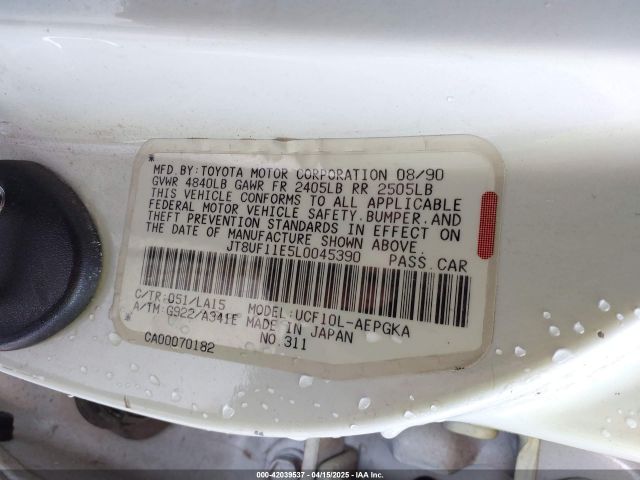 MFD.BY:TOYOTA MOTOR CORPORATION 08/90
GVWR 4840LB GAWR FR 2405LB RR 2505LB
THIS VEHICLE CONFORMS TO ALL APPLICABLE
FEDERAL MOTOR VEHICLE SAFETY,BUMPER,AND
THEFT PREVENTION STANDARDS IN EFFECT ON
THE DATE OF MANUFACTURE SHOWN ABOVE.
JT8UF11E5L0045390 PASS.CAR
C/TR:051/LA15 MODEL:UCF10L-AEPGKA
A/TM:G922/A341E MADE IN JAPAN
CA00070182 NO.311
000-42039537 - 04/15/2025 - IAA Inc.